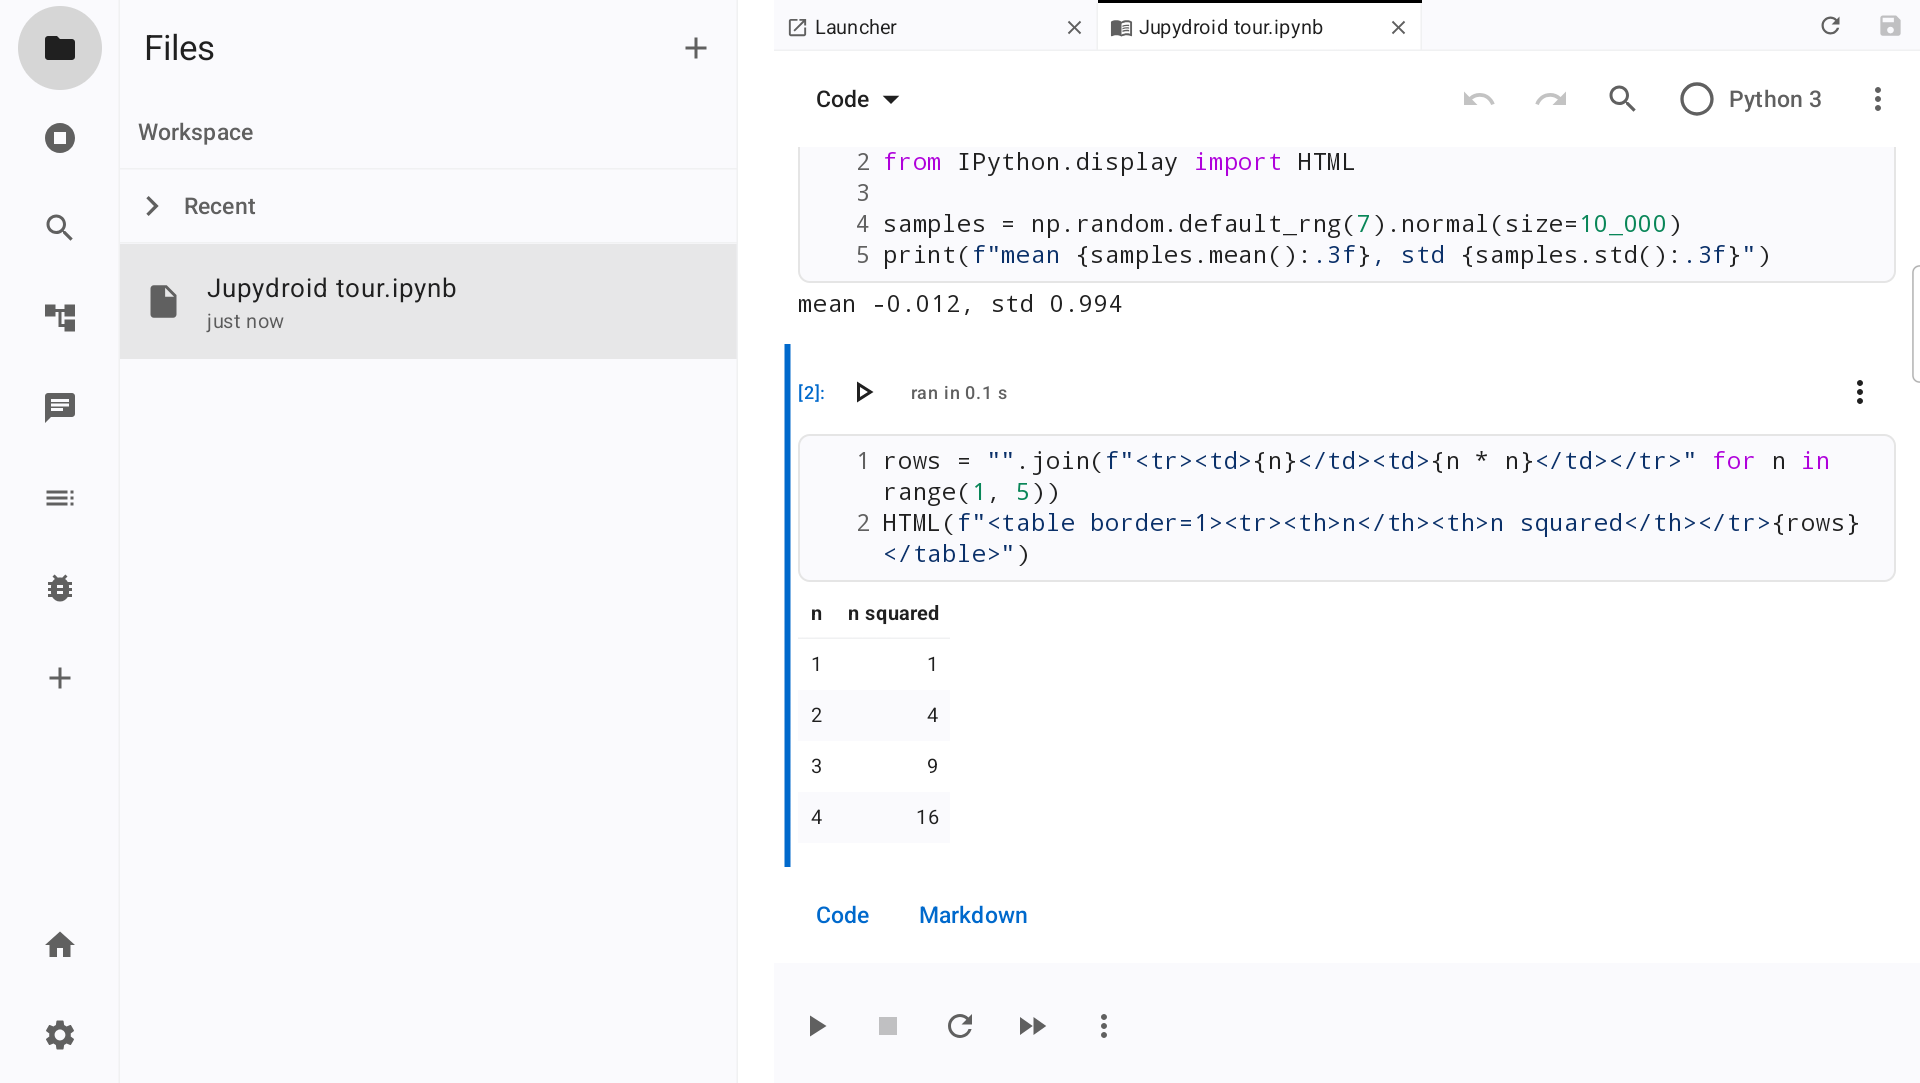 Files
Workspace
Recent
Jupydroid tour.ipynb
just now
Launcher
Jupydroid tour.ipynb
Code
Python 3
2 from IPython.display import HTML
3
4 samples = np.random.default_rng(7).normal(size=10_000)
5 print(f"mean {samples.mean():.3f}, std {samples.std():.3f}")
mean -0.012, std 0.994
[2]: ran in 0.1 s
1 rows = "".join(f"<tr><td>{n}</td><td>{n * n}</td></tr>" for n in
range(1, 5))
2 HTML(f"<table border=1><tr><th>n</th><th>n squared</th></tr>{rows}
</table>")
n n squared
1 1
2 4
3 9
4 16
Code Markdown